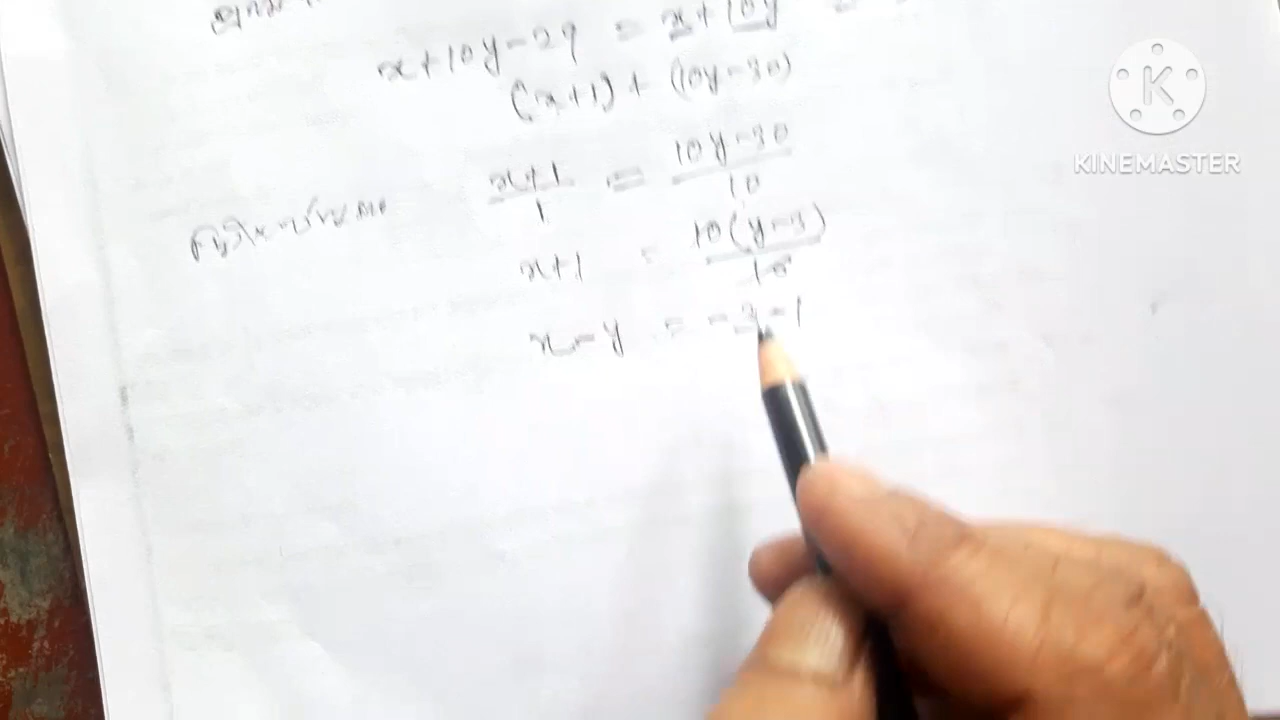 x+10y-29 = x+10y
(x+1) + (10y-30)
(x+1)/1 = (10y-30)/10
x+1 = 10(y-3)/10
x-y = -3-1
KINEMASTER